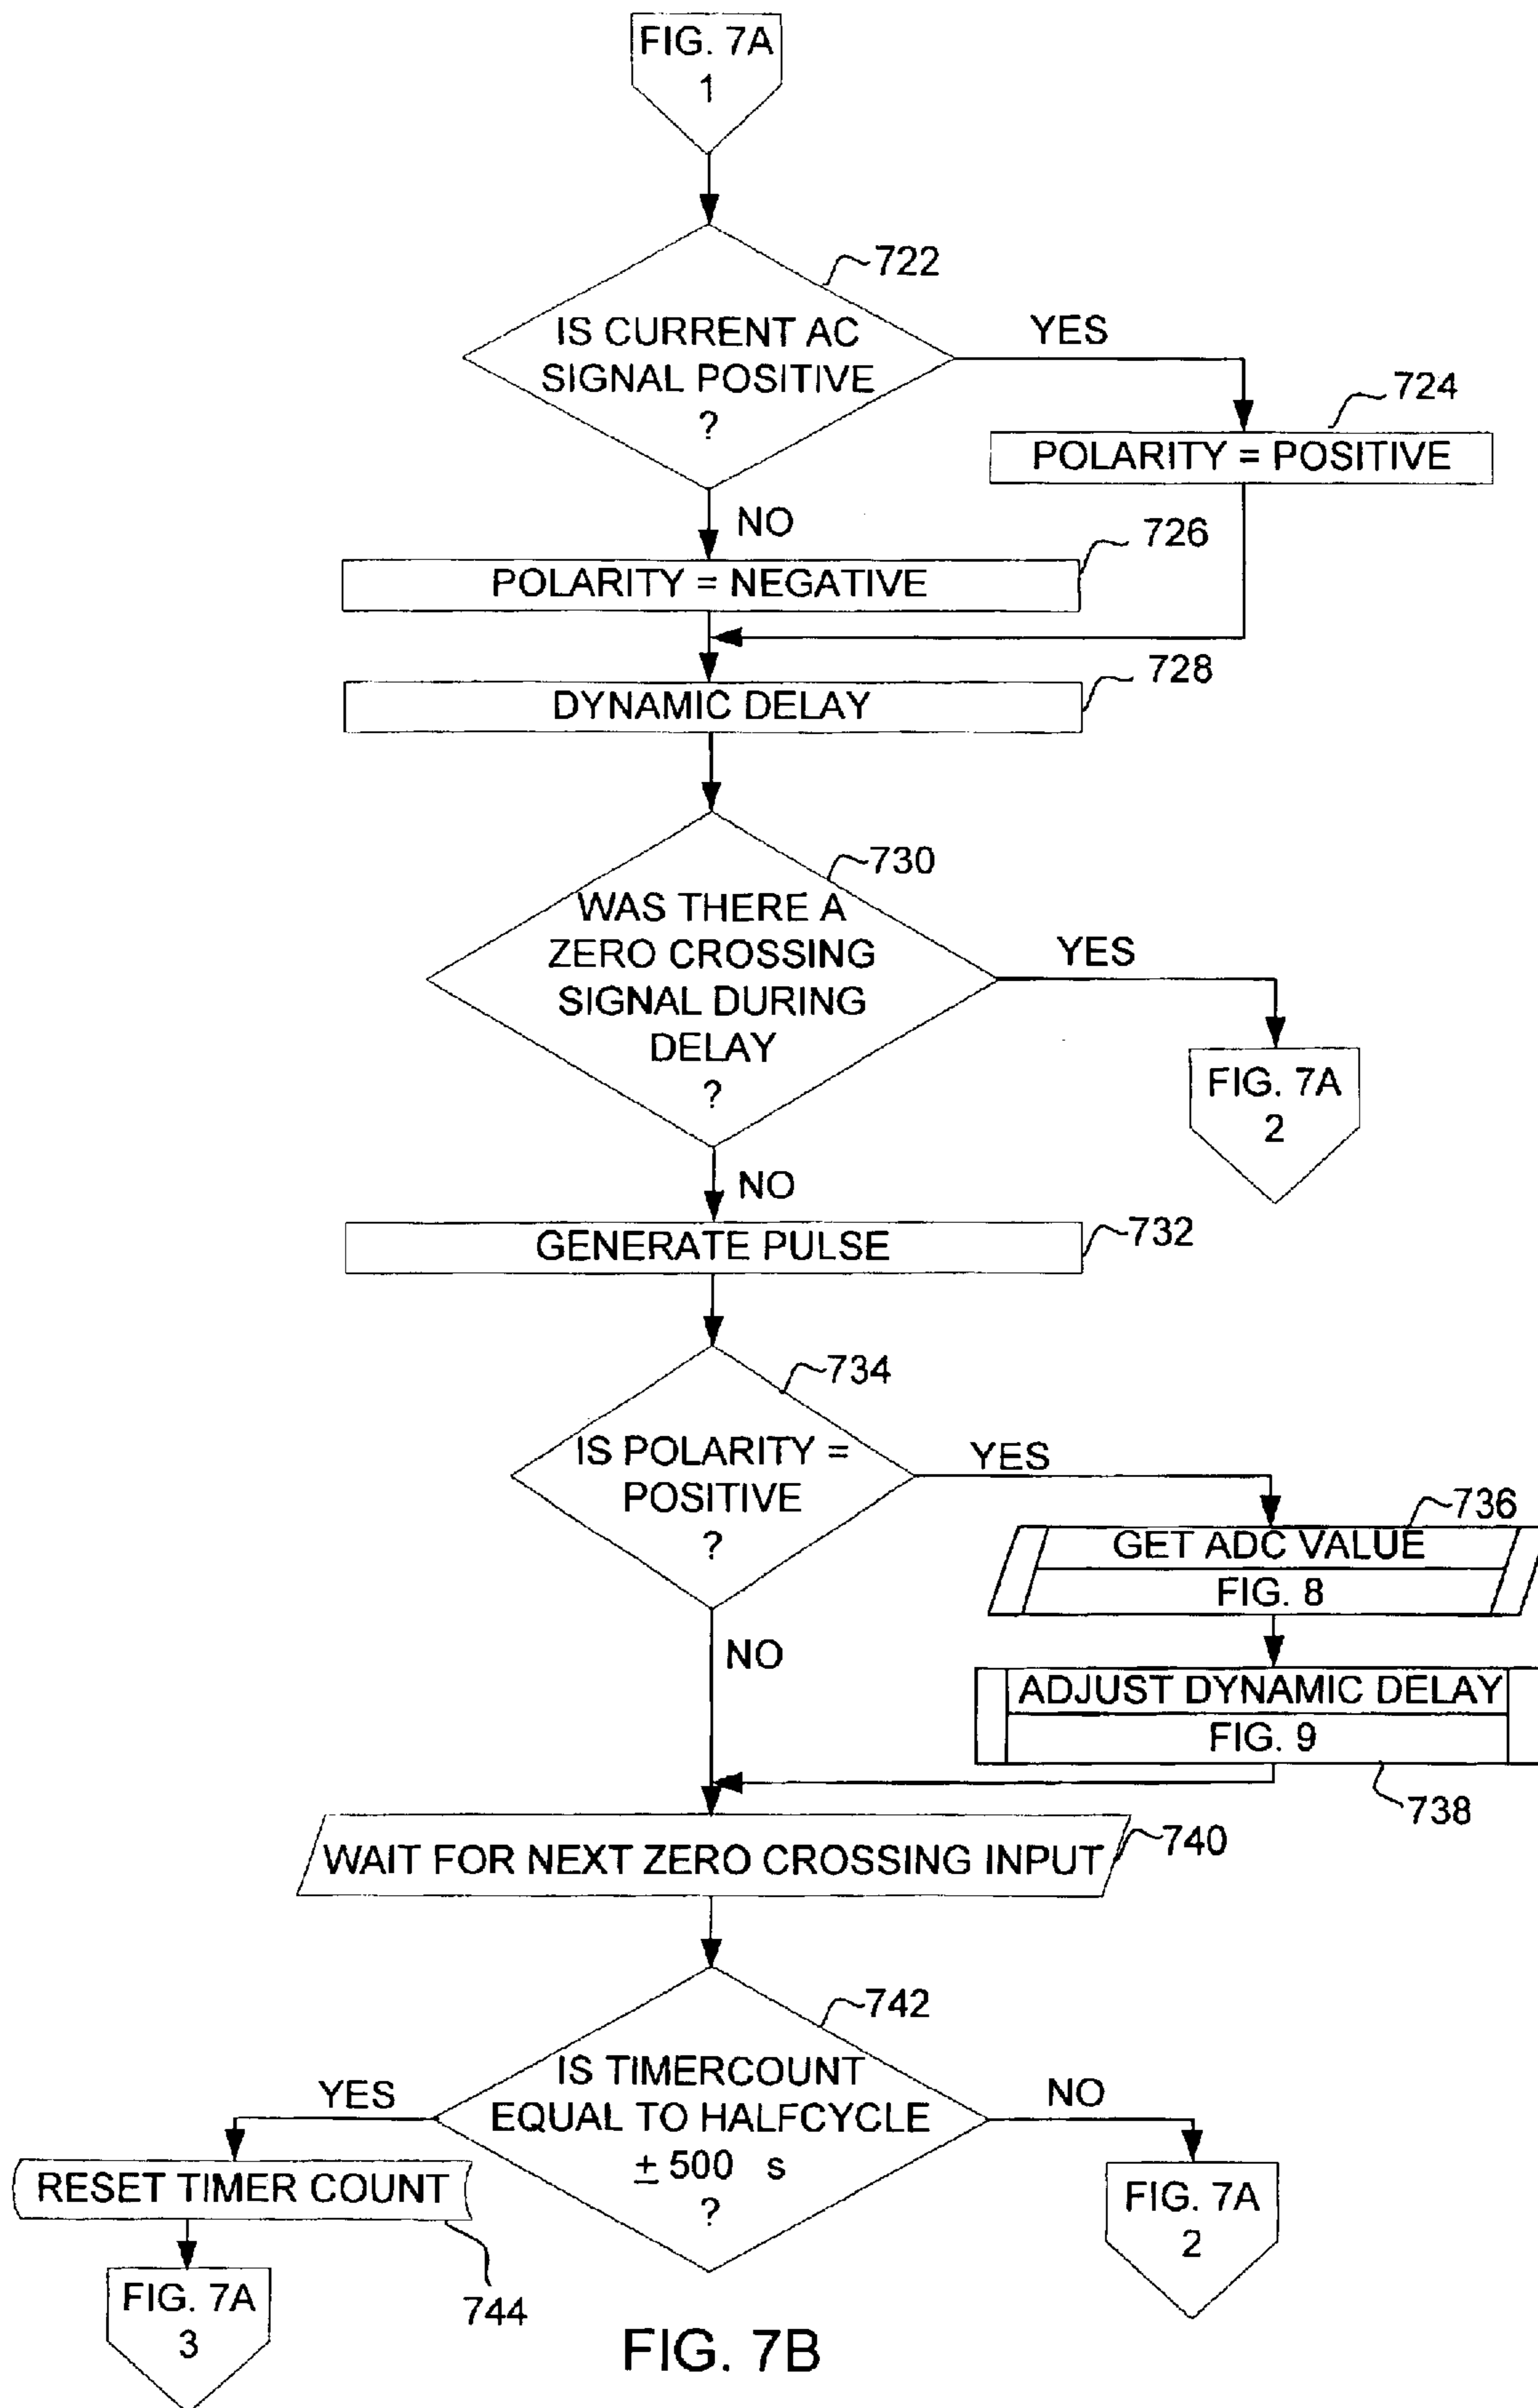 FIG. 7A
1
722
IS CURRENT AC
SIGNAL POSITIVE
?
YES
724
POLARITY = POSITIVE
NO
726
POLARITY = NEGATIVE
728
DYNAMIC DELAY
730
WAS THERE A
ZERO CROSSING
SIGNAL DURING
DELAY
?
YES
FIG. 7A
2
NO
732
GENERATE PULSE
734
IS POLARITY =
POSITIVE
?
YES
736
GET ADC VALUE
FIG. 8
NO
ADJUST DYNAMIC DELAY
FIG. 9
738
WAIT FOR NEXT ZERO CROSSING INPUT
740
742
IS TIMERCOUNT
EQUAL TO HALFCYCLE
± 500 s
?
YES
NO
RESET TIMER COUNT
744
FIG. 7A
2
FIG. 7A
3
FIG. 7B